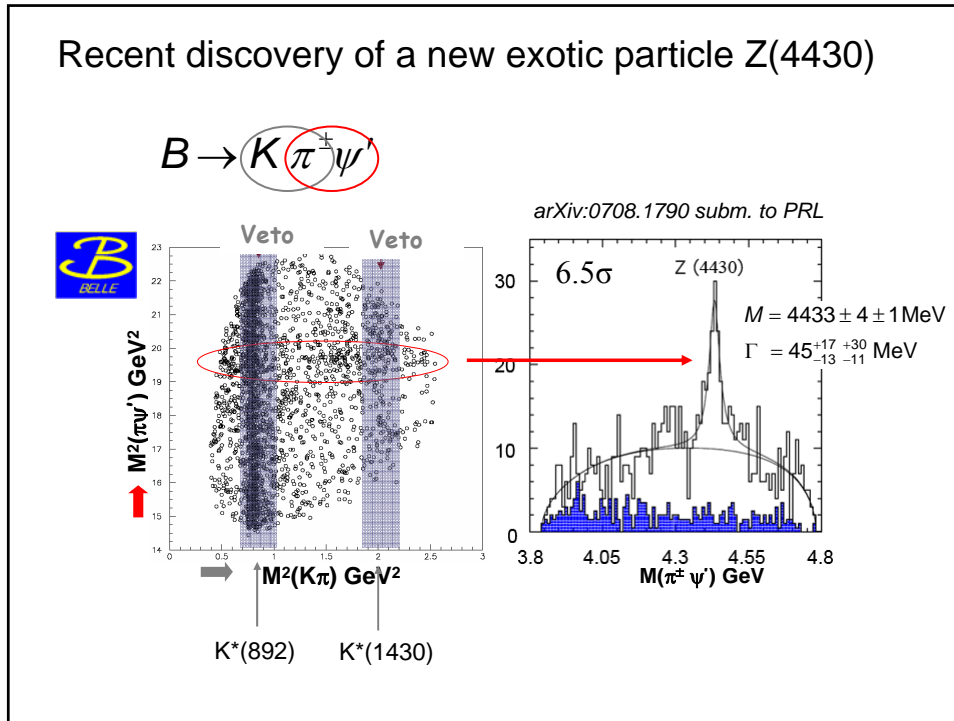 Recent discovery of a new exotic particle Z(4430)
B → K π± ψ'
arXiv:0708.1790 subm. to PRL
BELLE
Veto
Veto
M²(πψ') GeV²
23
22
21
20
19
18
17
16
15
14
0
0.5
1
1.5
2
2.5
3
M²(Kπ) GeV²
K*(892)
K*(1430)
6.5σ
Z (4430)
30
20
10
0
3.8
4.05
4.3
4.55
4.8
M(π± ψ') GeV
M = 4433 ± 4 ± 1 MeV
Γ = 45 +17 −13 +30 −11 MeV